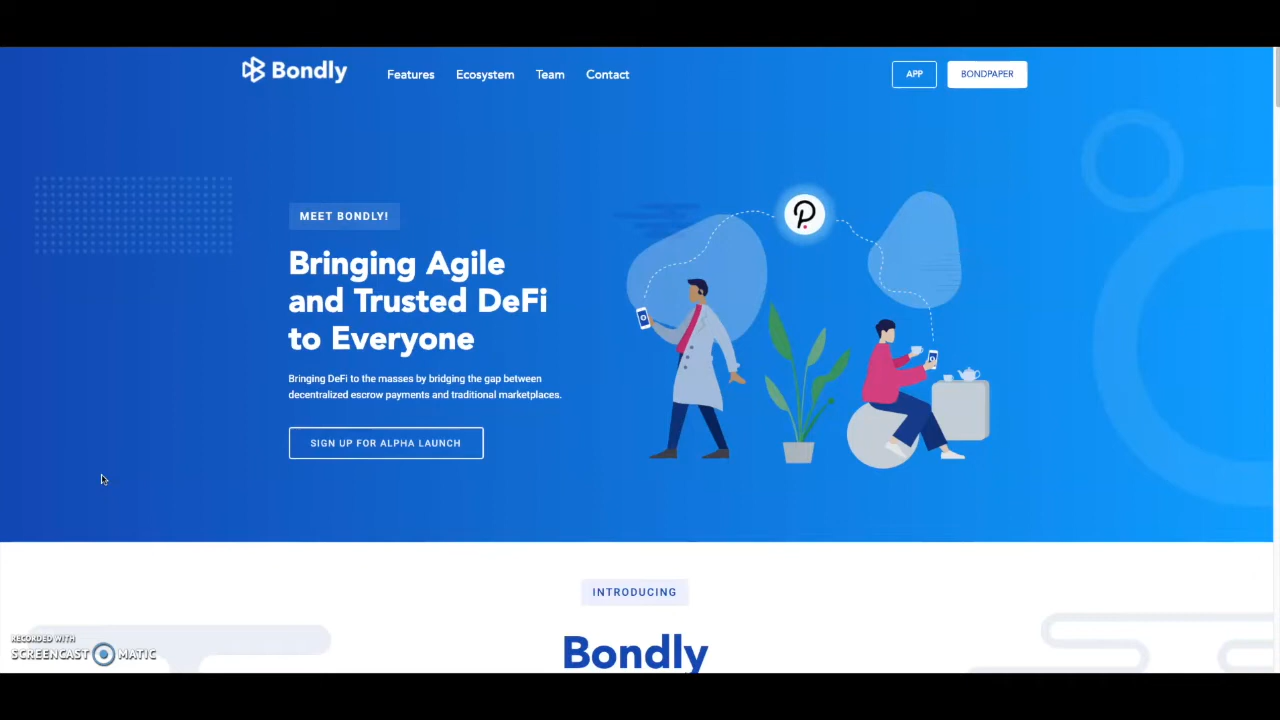 Bondly
Features
Ecosystem
Team
Contact
APP
BONDPAPER
MEET BONDLY!
Bringing Agile
and Trusted DeFi
to Everyone
Bringing DeFi to the masses by bridging the gap between
decentralized escrow payments and traditional marketplaces.
SIGN UP FOR ALPHA LAUNCH
INTRODUCING
Bondly
RECORDED WITH
SCREENCAST MATIC